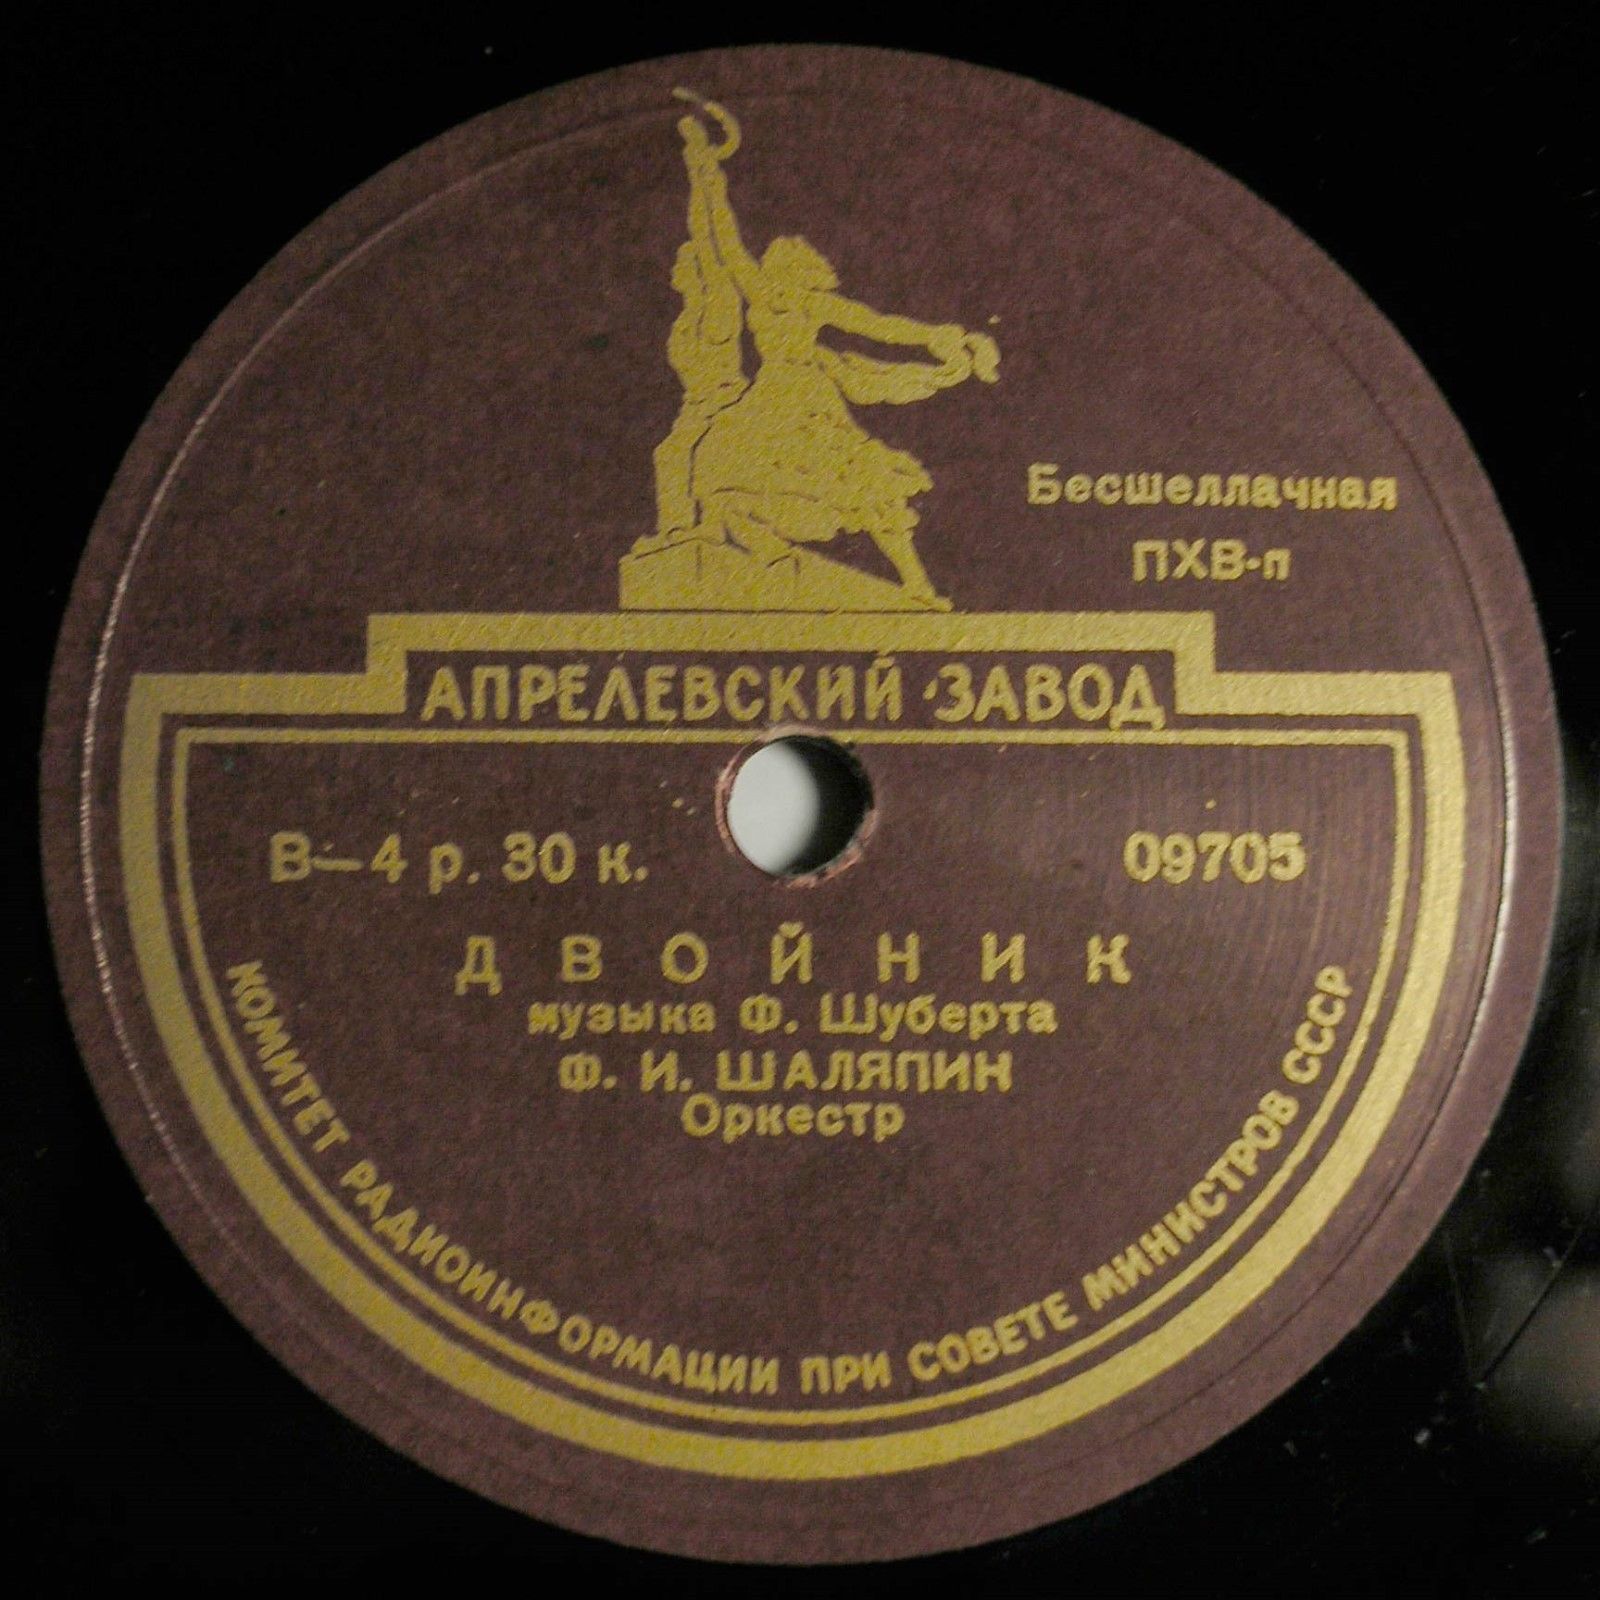 Бесшеллачная
ПХВ-п
АПРЕЛЕВСКИЙ ЗАВОД
В—4 р. 30 к.
09705
ДВОЙНИК
музыка Ф. Шуберта
Ф. И. ШАЛЯПИН
Оркестр
КОМИТЕТ РАДИОИНФОРМАЦИИ ПРИ СОВЕТЕ МИНИСТРОВ СССР